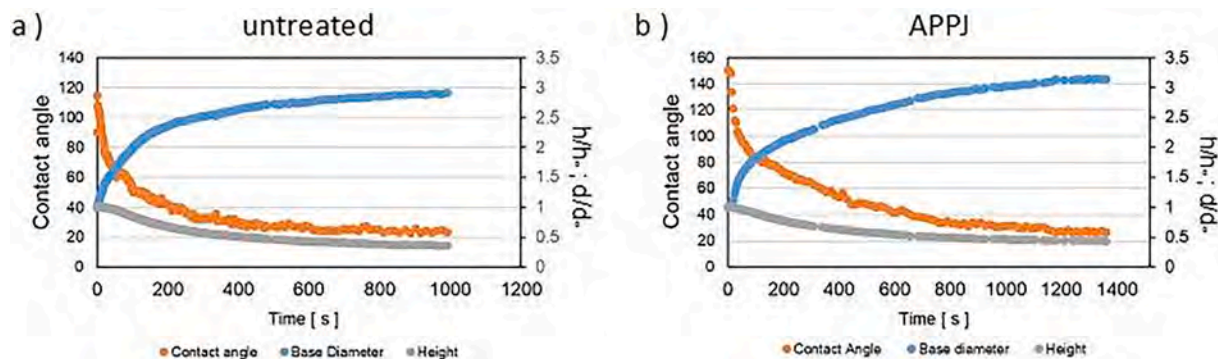 a )
untreated
140
120
100
80
60
40
20
0
Contact angle
3.5
3
2.5
2
1.5
1
0.5
0
h/h∞; d/d∞
0 200 400 600 800 1000 1200
Time [ s ]
Contact angle Base Diameter Height
b )
APPJ
160
140
120
100
80
60
40
20
0
Contact angle
3.5
3
2.5
2
1.5
1
0.5
0
h/h∞; d/d∞
0 200 400 600 800 1000 1200 1400
Time [ s ]
Contact Angle Base diameter Height